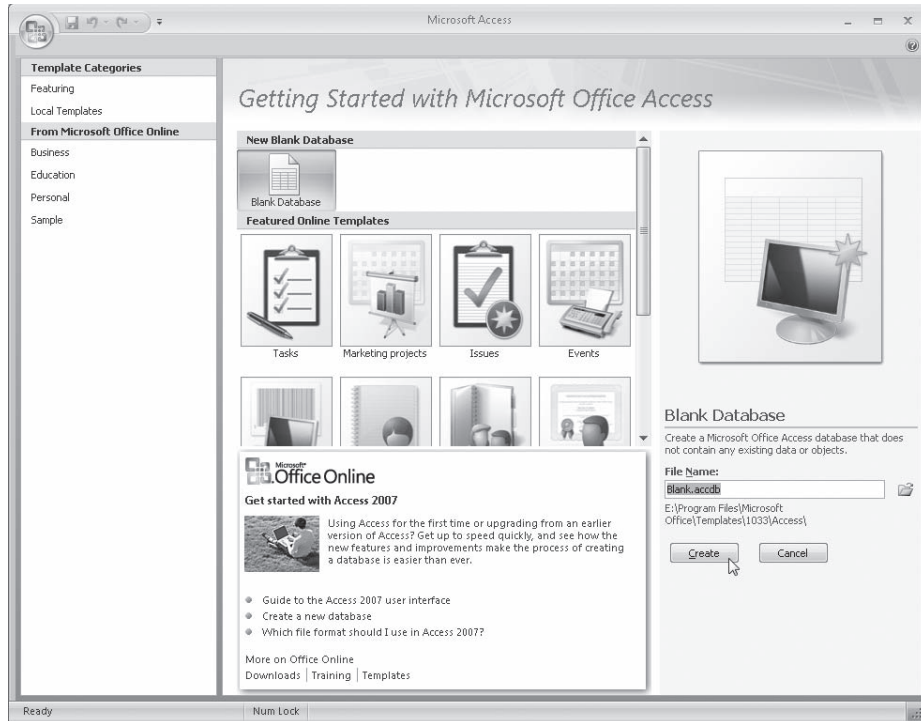 Microsoft Access
Template Categories
Featuring
Local Templates
From Microsoft Office Online
Business
Education
Personal
Sample
Getting Started with Microsoft Office Access
New Blank Database
Blank Database
Featured Online Templates
Tasks
Marketing projects
Issues
Events
Microsoft
Office Online
Get started with Access 2007
Using Access for the first time or upgrading from an earlier
version of Access? Get up to speed quickly, and see how the
new features and improvements make the process of creating
a database is easier than ever.
Guide to the Access 2007 user interface
Create a new database
Which file format should I use in Access 2007?
More on Office Online
Downloads | Training | Templates
Blank Database
Create a Microsoft Office Access database that does
not contain any existing data or objects.
File Name:
Blank.accdb
E:\Program Files\Microsoft
Office\Templates\1033\Access\
Create
Cancel
Ready
Num Lock